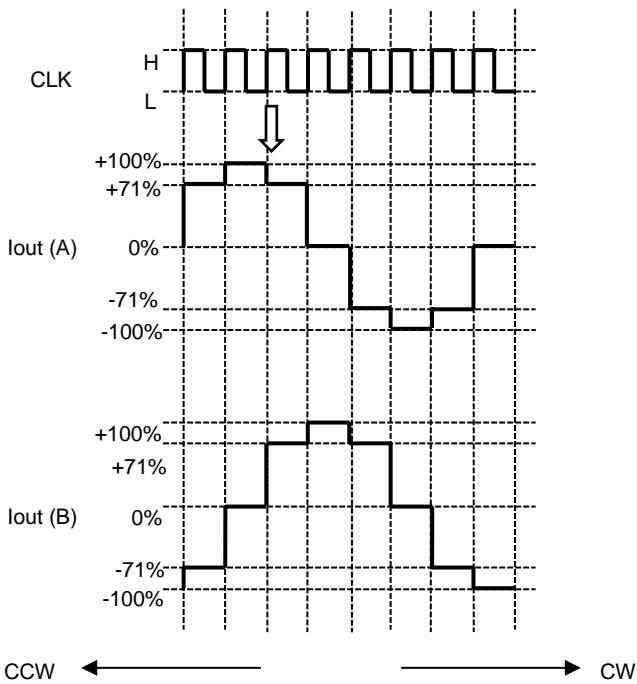 CLK
H
L
+100%
+71%
Iout (A)
0%
-71%
-100%
+100%
+71%
Iout (B)
0%
-71%
-100%
CCW
CW